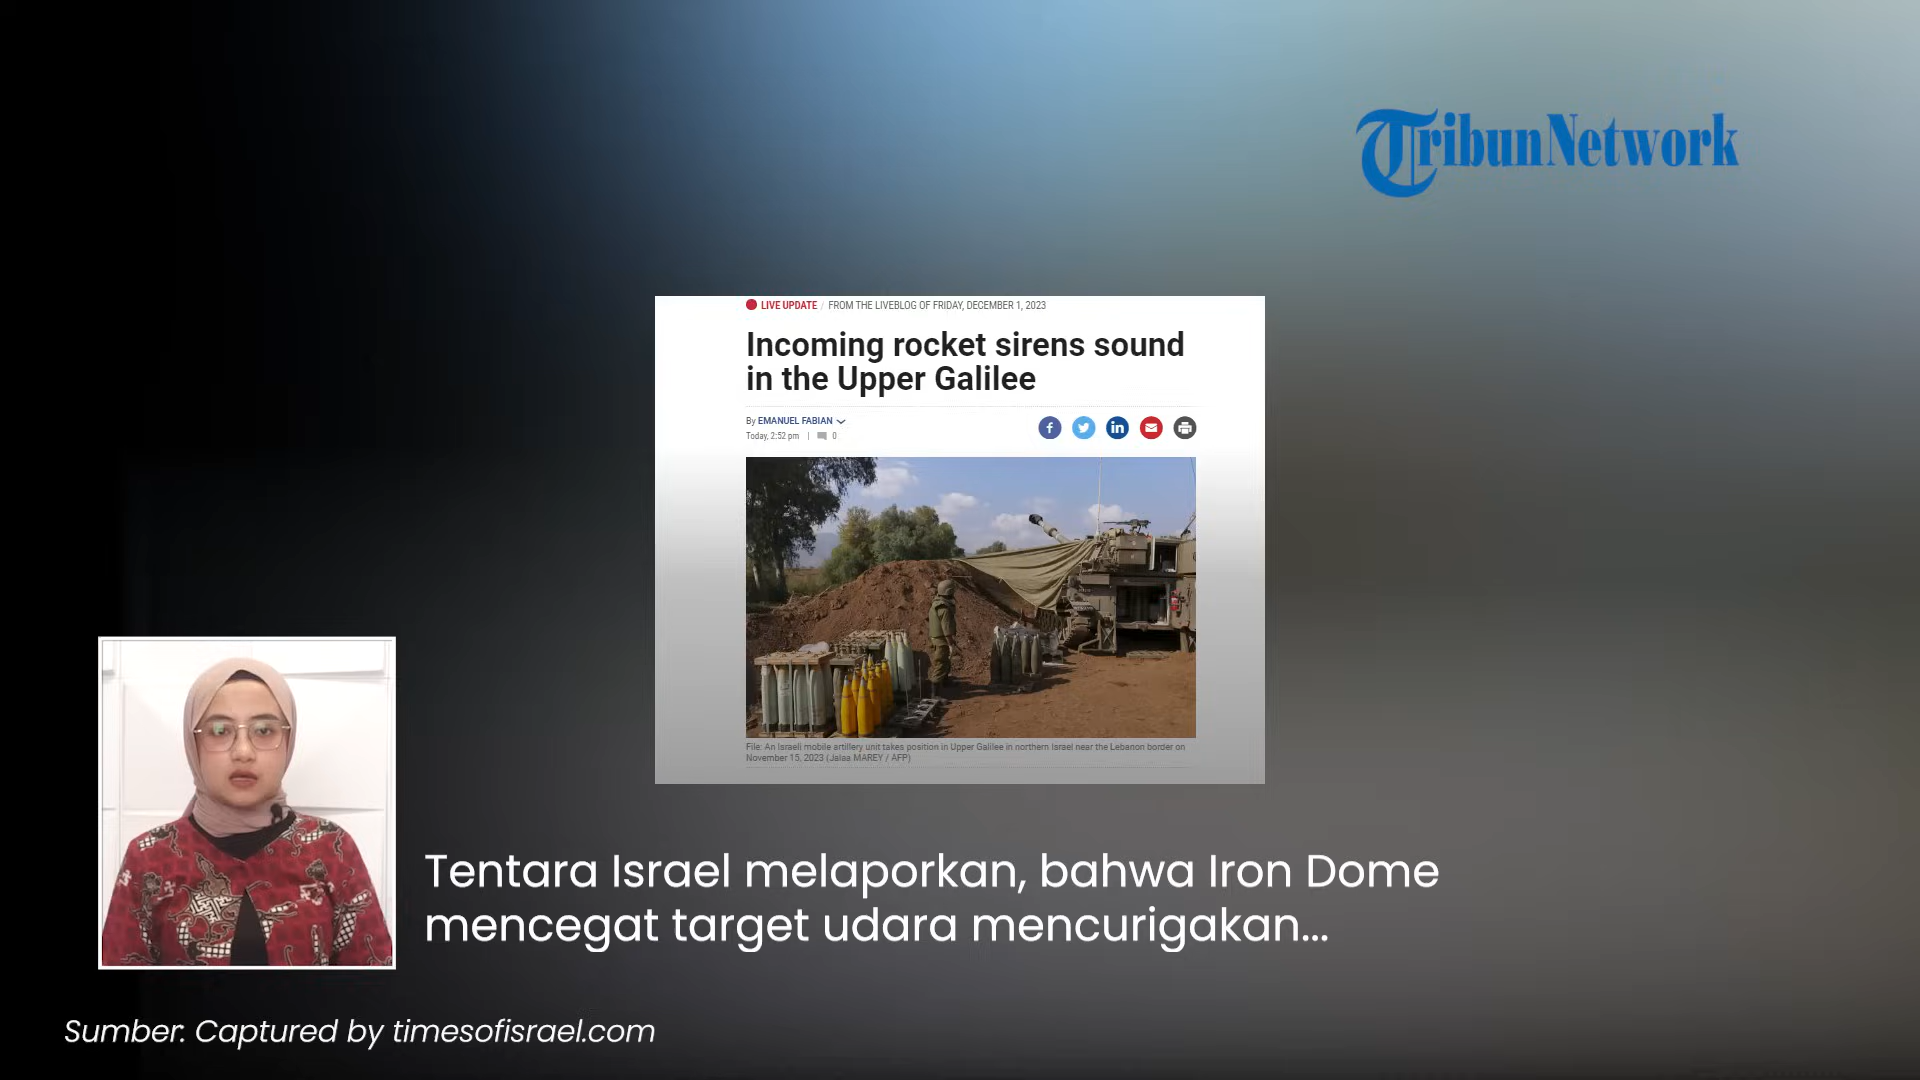 TribunNetwork
LIVE UPDATE / FROM THE LIVEBLOG OF FRIDAY, DECEMBER 1, 2023
Incoming rocket sirens sound
in the Upper Galilee
By EMANUEL FABIAN
Today, 2:52 pm | 0
File: An Israeli mobile artillery unit takes position in Upper Galilee in northern Israel near the Lebanon border on
November 15, 2023 (Jalaa MAREY / AFP)
Tentara Israel melaporkan, bahwa Iron Dome
mencegat target udara mencurigakan...
Sumber: Captured by timesofisrael.com